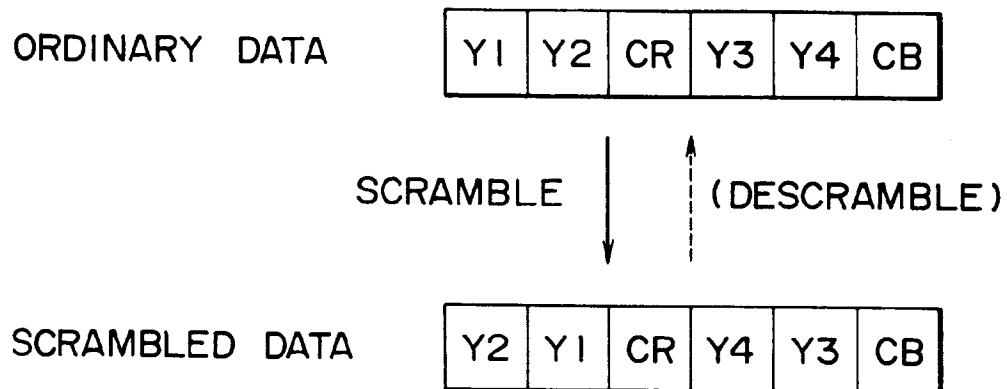 ORDINARY DATA Y1 Y2 CR Y3 Y4 CB
SCRAMBLE (DESCRAMBLE)
SCRAMBLED DATA Y2 Y1 CR Y4 Y3 CB